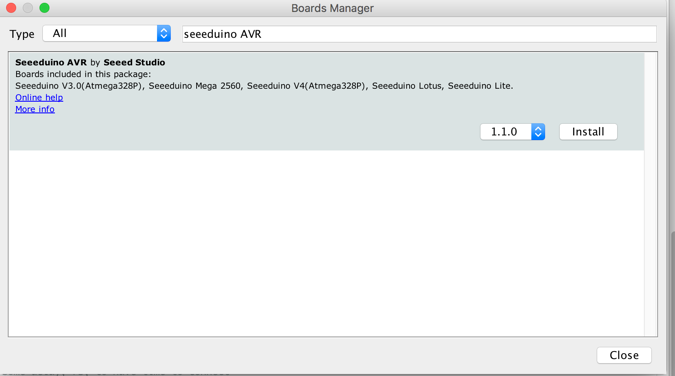 Boards Manager
Type All seeeduino AVR
Seeeduino AVR by Seeed Studio
Boards included in this package:
Seeeduino V3.0(Atmega328P), Seeeduino Mega 2560, Seeeduino V4(Atmega328P), Seeeduino Lotus, Seeeduino Lite.
Online help
More info
1.1.0 Install
Close